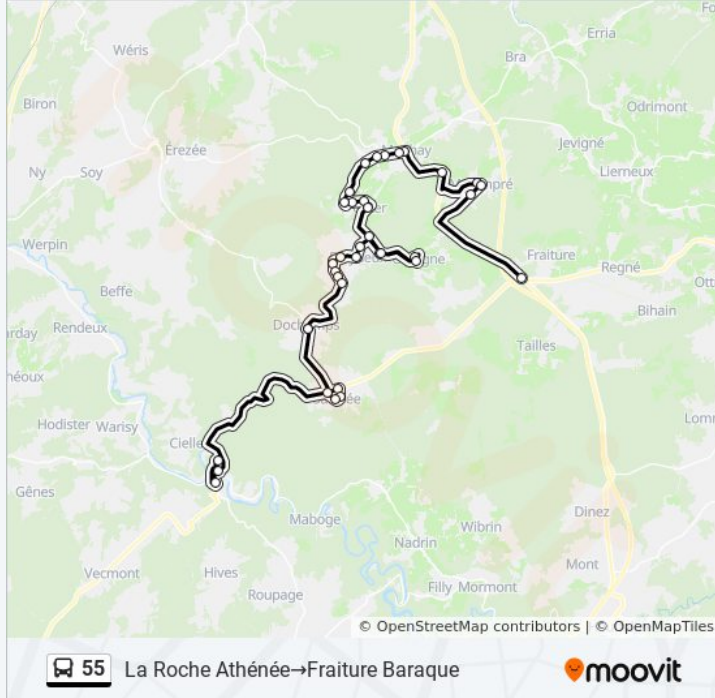 Erria
Wéris
Bra
Biron
Odrimont
Érezée
Jevigné
Ny
Soy
Lierneux
Werpin
Fraiture
Regné
Beffe
Bihain
Rendeux
Tailles
Hodister
Warisy
Cielle
Gênes
Maboge
Dinez
Wibrin
Nadrin
Mont
Vecmont
Hives
Filly
Mormont
Roupage
© OpenStreetMap contributors | © OpenMapTiles
55 La Roche Athénée→Fraiture Baraque
moovit